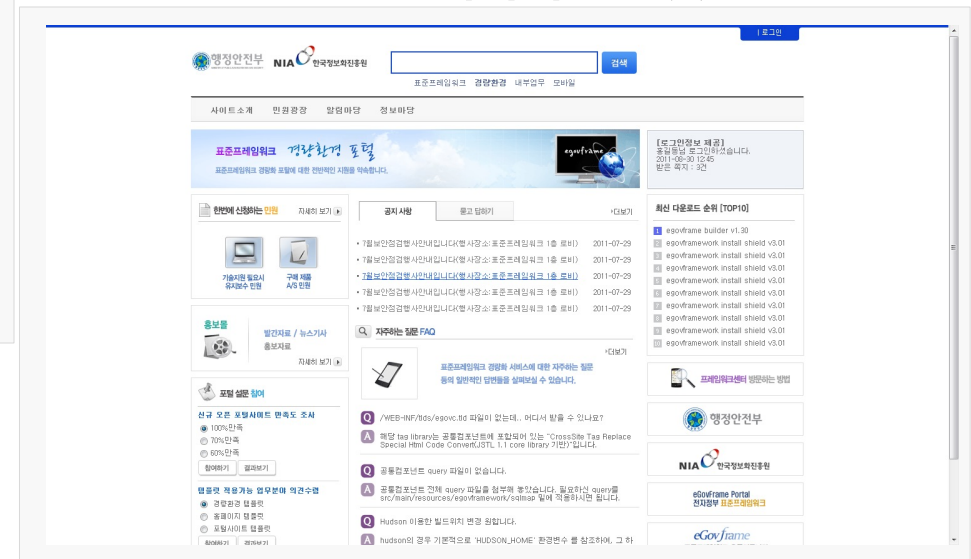 로그인
행정안전부
NIA 한국정보화진흥원
검색
표준프레임워크 경량환경 내부업무 모바일
사이트소개 민원광장 알림마당 정보마당
표준프레임워크 경량환경 포털
표준프레임워크 경량화 포탈에 대한 전반적인 지원을 약속합니다.
egovframe
[로그인정보 제공]
홍길동님 로그인하셨습니다.
2011-08-30 12:45
받은 쪽지 : 3건
한번에 신청하는 민원 자세히 보기
기술지원 필요시
유지보수 민원
구매 제품
A/S 민원
홍보물
발간자료 / 뉴스기사
홍보자료
자세히 보기
포털 설문 참여
신규 오픈 포털사이트 만족도 조사
100%만족
70%만족
60%만족
참여하기 결과보기
템플릿 적용가능 업무분야 의견수렴
경량환경 템플릿
홈페이지 템플릿
포털사이트 템플릿
참여하기 결과보기
공지 사항 묻고 답하기 더보기
7월보안점검행사안내입니다(행사장소:표준프레임워크 1층 로비) 2011-07-29
7월보안점검행사안내입니다(행사장소:표준프레임워크 1층 로비) 2011-07-29
7월보안점검행사안내입니다(행사장소:표준프레임워크 1층 로비) 2011-07-29
7월보안점검행사안내입니다(행사장소:표준프레임워크 1층 로비) 2011-07-29
7월보안점검행사안내입니다(행사장소:표준프레임워크 1층 로비) 2011-07-29
자주하는 질문 FAQ
더보기
표준프레임워크 경량화 서비스에 대한 자주하는 질문
등의 일반적인 답변들을 살펴보실 수 있습니다.
Q /WEB-INF/tlds/egovc.tld 파일이 없는데.. 어디서 받을 수 있나요?
A 해당 tag library는 공통컴포넌트에 포함되어 있는 "CrossSite Tag Replace
Special Html Code Convert(JSTL 1.1 core library 기반)"입니다.
Q 공통컴포넌트 query 파일이 없습니다.
A 공통컴포넌트 전체 query 파일을 첨부해 놓았습니다. 필요하신 query를
src/main/resources/egovframework/sqlmap 밑에 적용하시면 됩니다.
Q Hudson 이용한 빌드위치 변경 원합니다.
A hudson의 경우 기본적으로 'HUDSON_HOME' 환경변수 를 참조하여, 그 하
최신 다운로드 순위 [TOP10]
1 egovframe builder v1.30
2 egovframework install shield v3.01
3 egovframework install shield v3.01
4 egovframework install shield v3.01
5 egovframework install shield v3.01
6 egovframework install shield v3.01
7 egovframework install shield v3.01
8 egovframework install shield v3.01
9 egovframework install shield v3.01
10 egovframework install shield v3.01
프레임워크센터 방문하는 방법
행정안전부
NIA 한국정보화진흥원
eGovFrame Portal
전자정부 표준프레임워크
eGovframe